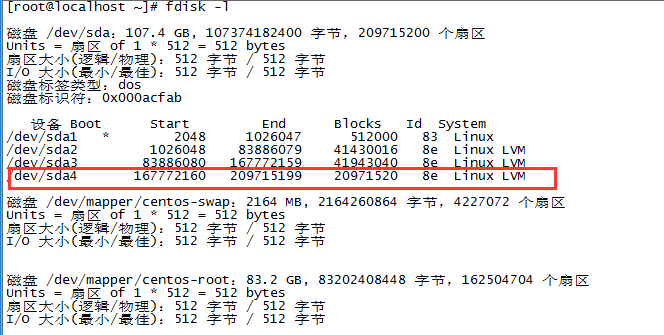 [root@localhost ~]# fdisk -l
磁盘 /dev/sda：107.4 GB, 107374182400 字节，209715200 个扇区
Units = 扇区 of 1 * 512 = 512 bytes
扇区大小(逻辑/物理)：512 字节 / 512 字节
I/O 大小(最小/最佳)：512 字节 / 512 字节
磁盘标签类型：dos
磁盘标识符：0x000acfab
设备 Boot Start End Blocks Id System
/dev/sda1 * 2048 1026047 512000 83 Linux
/dev/sda2 1026048 83886079 41430016 8e Linux LVM
/dev/sda3 83886080 167772159 41943040 8e Linux LVM
/dev/sda4 167772160 209715199 20971520 8e Linux LVM
磁盘 /dev/mapper/centos-swap：2164 MB, 2164260864 字节，4227072 个扇区
Units = 扇区 of 1 * 512 = 512 bytes
扇区大小(逻辑/物理)：512 字节 / 512 字节
I/O 大小(最小/最佳)：512 字节 / 512 字节
磁盘 /dev/mapper/centos-root：83.2 GB, 83202408448 字节，162504704 个扇区
Units = 扇区 of 1 * 512 = 512 bytes
扇区大小(逻辑/物理)：512 字节 / 512 字节
I/O 大小(最小/最佳)：512 字节 / 512 字节